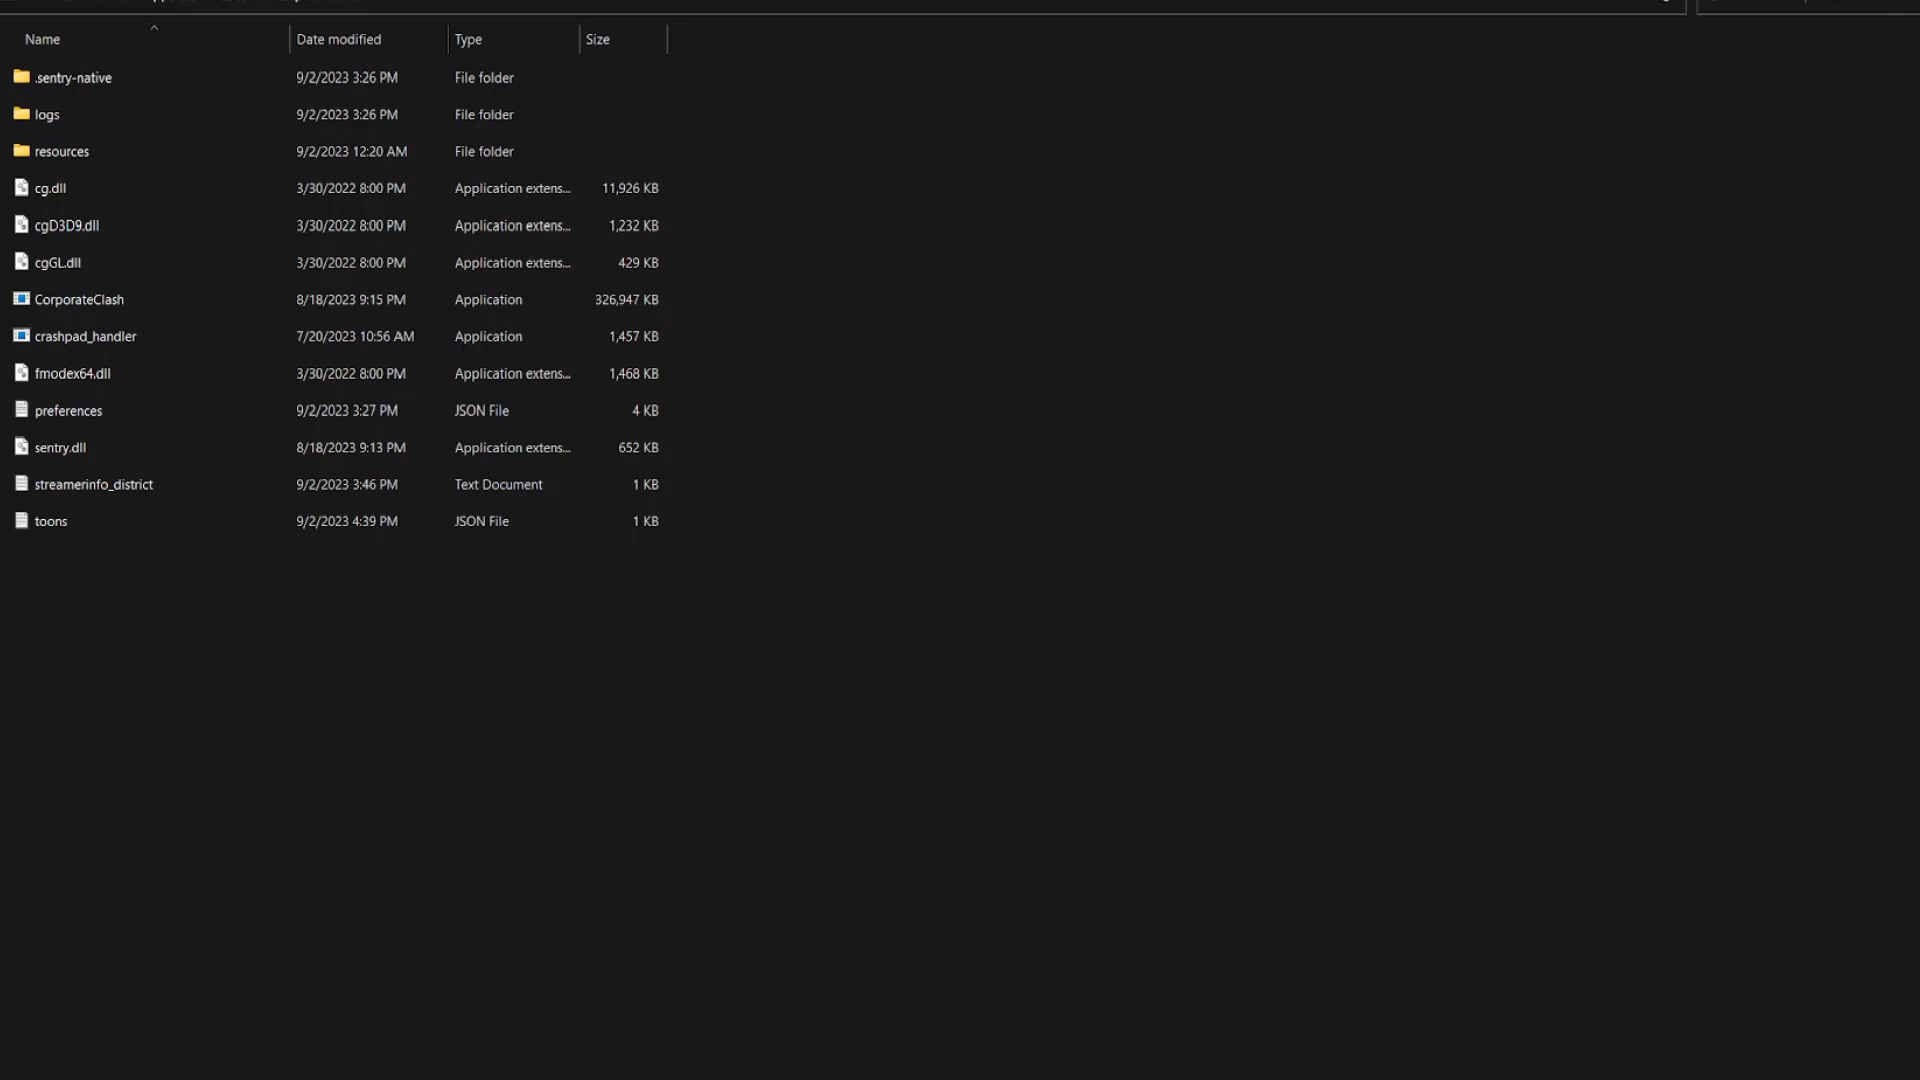 Name Date modified Type Size
.sentry-native 9/2/2023 3:26 PM File folder
logs 9/2/2023 3:26 PM File folder
resources 9/2/2023 12:20 AM File folder
cg.dll 3/30/2022 8:00 PM Application extens... 11,926 KB
cgD3D9.dll 3/30/2022 8:00 PM Application extens... 1,232 KB
cgGL.dll 3/30/2022 8:00 PM Application extens... 429 KB
CorporateClash 8/18/2023 9:15 PM Application 326,947 KB
crashpad_handler 7/20/2023 10:56 AM Application 1,457 KB
fmodex64.dll 3/30/2022 8:00 PM Application extens... 1,468 KB
preferences 9/2/2023 3:27 PM JSON File 4 KB
sentry.dll 8/18/2023 9:13 PM Application extens... 652 KB
streamerinfo_district 9/2/2023 3:46 PM Text Document 1 KB
toons 9/2/2023 4:39 PM JSON File 1 KB